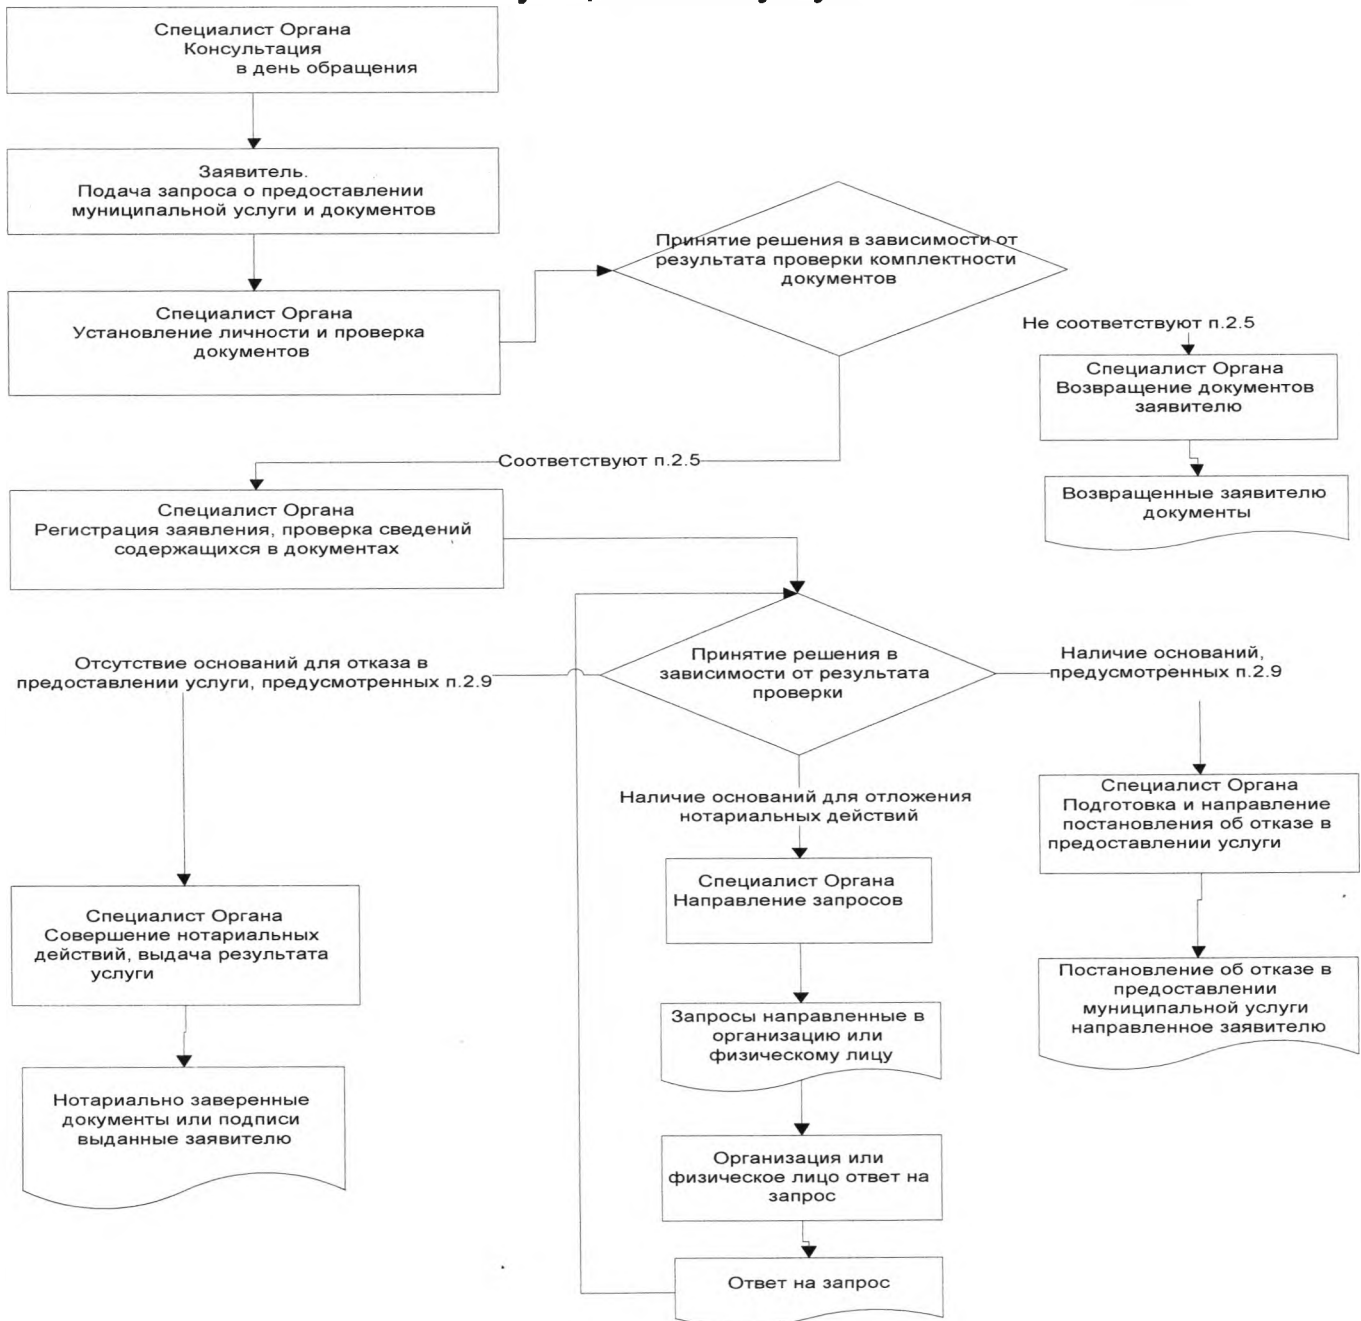 Специалист Органа
Консультация
в день обращения
Заявитель.
Подача запроса о предоставлении
муниципальной услуги и документов
Специалист Органа
Установление личности и проверка
документов
Принятие решения в зависимости от
результата проверки комплектности
документов
Не соответствуют п.2.5
Специалист Органа
Возвращение документов
заявителю
Возвращенные заявителю
документы
Соответствуют п.2.5
Специалист Органа
Регистрация заявления, проверка сведений
содержащихся в документах
Принятие решения в
зависимости от результата
проверки
Отсутствие оснований для отказа в
предоставлении услуги, предусмотренных п.2.9
Специалист Органа
Совершение нотариальных
действий, выдача результата
услуги
Нотариально заверенные
документы или подписи
выданные заявителю
Наличие оснований для отложения
нотариальных действий
Специалист Органа
Направление запросов
Запросы направленные в
организацию или
физическому лицу
Организация или
физическое лицо ответ на
запрос
Ответ на запрос
Наличие оснований,
предусмотренных п.2.9
Специалист Органа
Подготовка и направление
постановления об отказе в
предоставлении услуги
Постановление об отказе в
предоставлении
муниципальной услуги
направленное заявителю